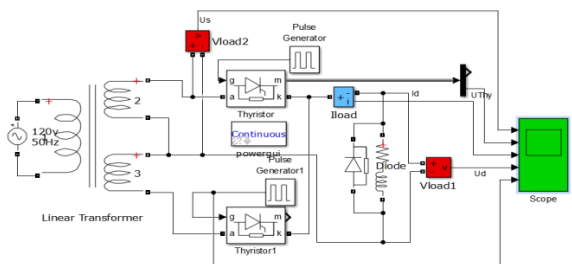 Us
Pulse
Generator
Vload2
g
m
a
k
Thyristor
UThy
Id
Iload
i
2
120v
50Hz
Continuous
powergui
Pulse
Generator1
Diode
v
Vload1
Ud
Scope
3
Linear Transformer
g
m
a
k
Thyristor1